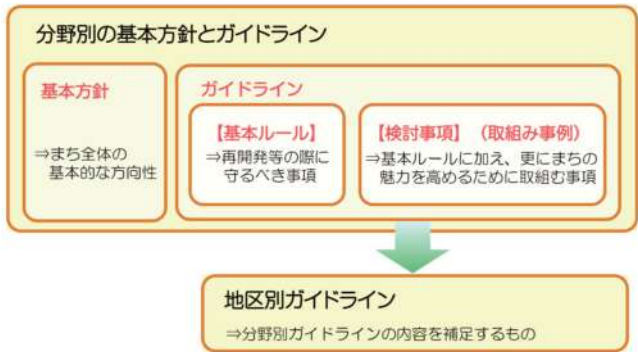 分野別の基本方針とガイドライン
基本方針
⇒まち全体の
基本的な方向性
ガイドライン
【基本ルール】
⇒再開発等の際に
守るべき事項
【検討事項】（取組み事例）
⇒基本ルールに加え、更にまちの
魅力を高めるために取組む事項
地区別ガイドライン
⇒分野別ガイドラインの内容を補足するもの